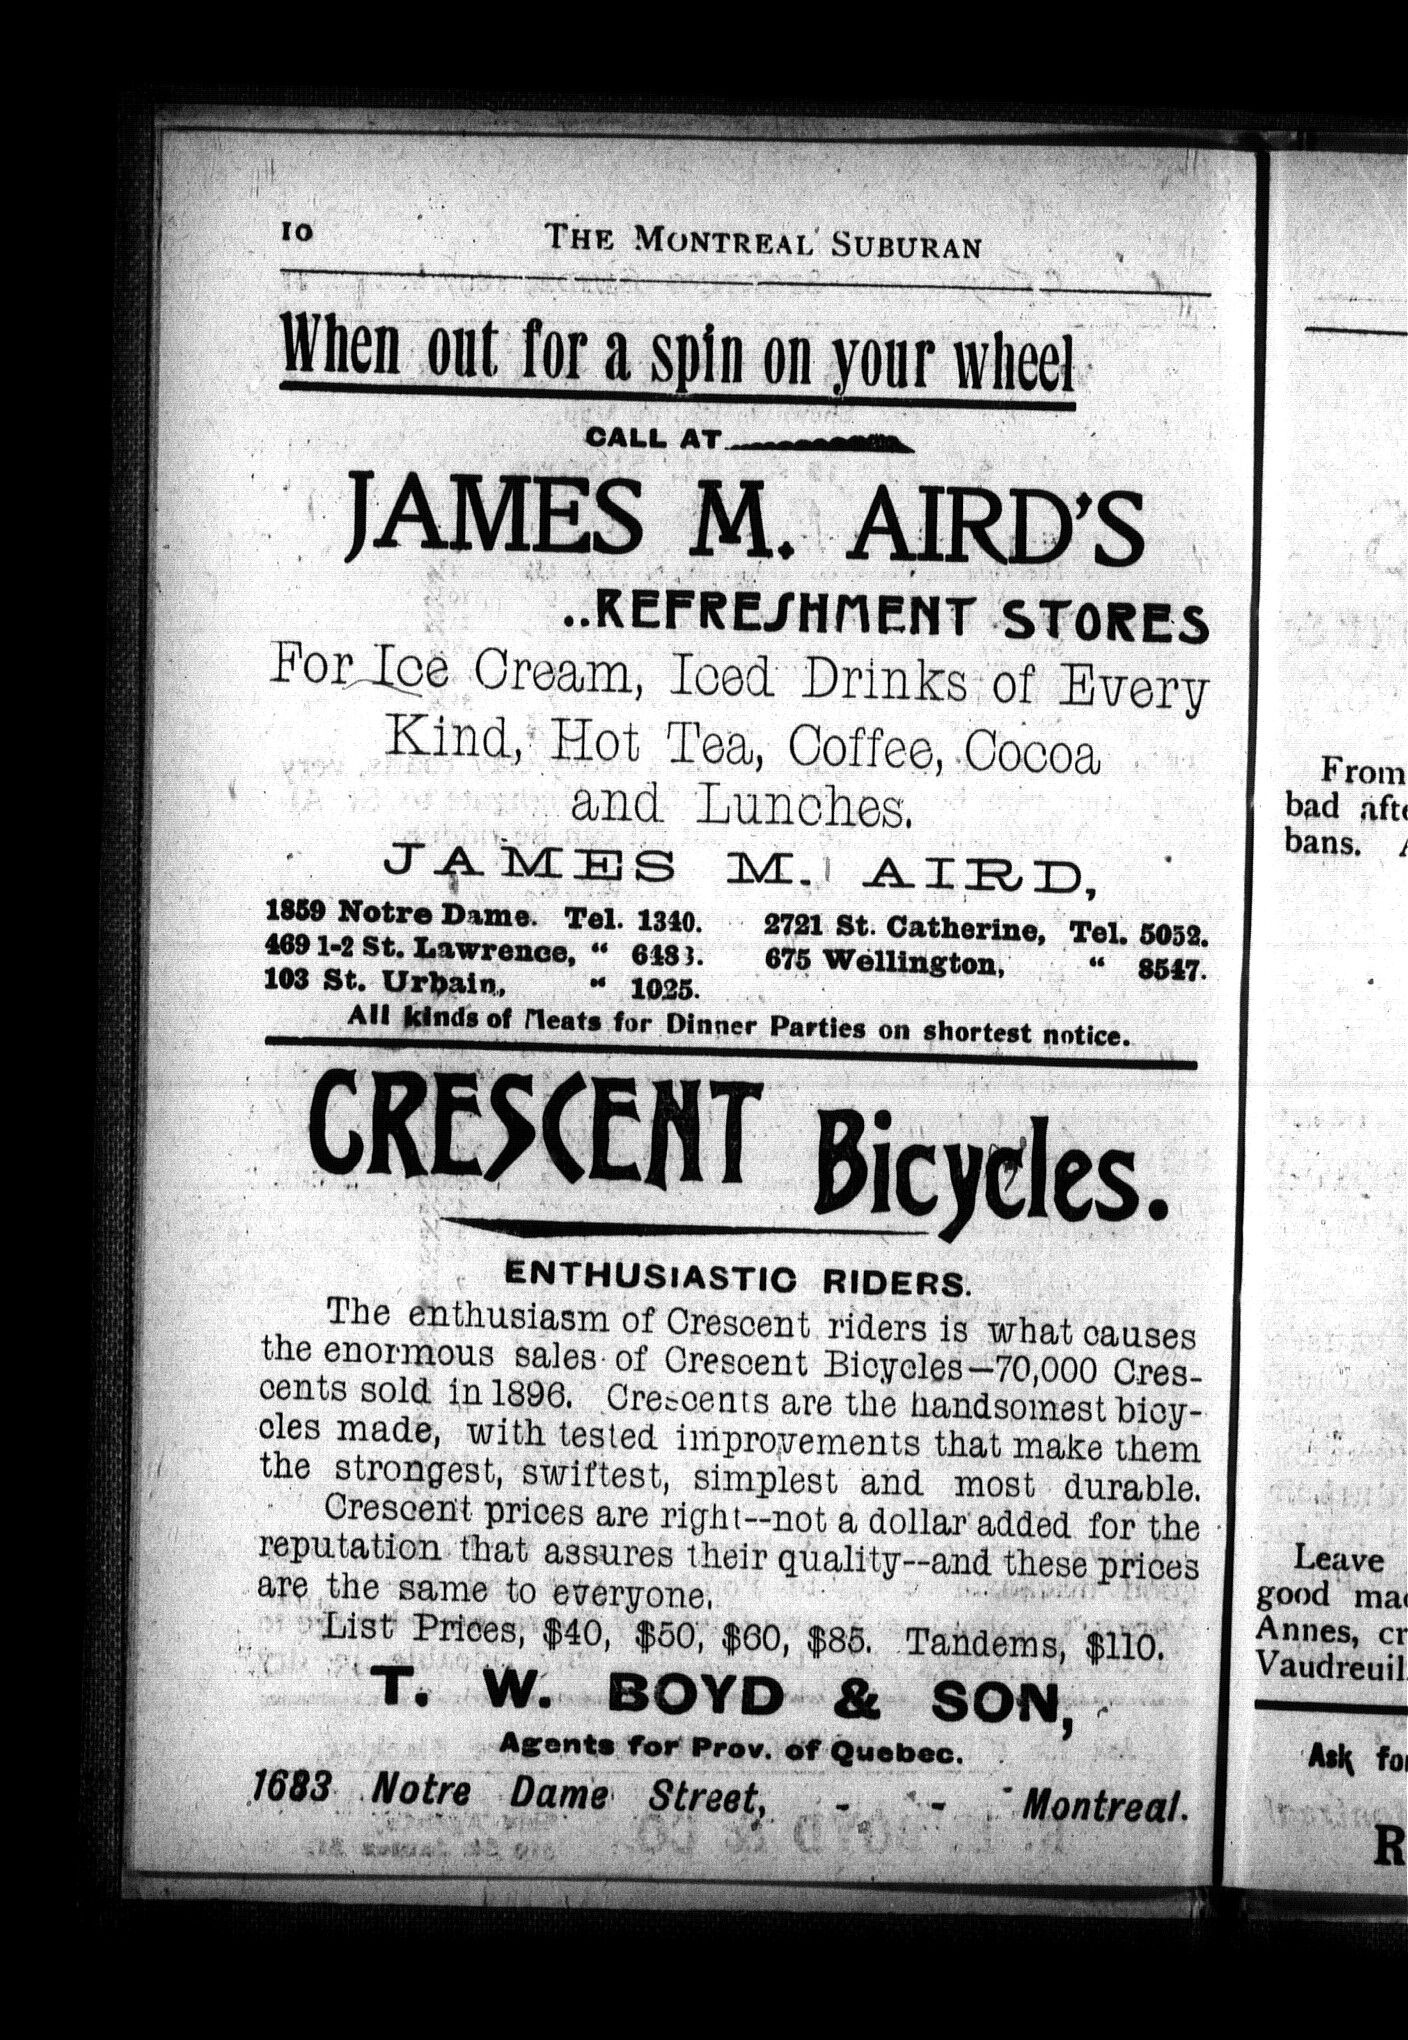 10 THE MONTREAL SUBURAN
When out for a spin on your wheel
CALL AT
JAMES M. AIRD'S
..REFRESHMENT STORES
For Ice Cream, Iced Drinks of Every
Kind, Hot Tea, Coffee, Cocoa
and Lunches.
JAMES M. AIRD,
1859 Notre Dame. Tel. 1340. 2721 St. Catherine, Tel. 5052.
469 1-2 St. Lawrence, " 6483. 675 Wellington, " 8547.
103 St. Urbain, " 1025.
All kinds of Meats for Dinner Parties on shortest notice.
CRESCENT Bicycles.
ENTHUSIASTIC RIDERS.
The enthusiasm of Crescent riders is what causes
the enormous sales of Crescent Bicycles—70,000 Cres-
cents sold in 1896. Crescents are the handsomest bicy-
cles made, with tested improvements that make them
the strongest, swiftest, simplest and most durable.
Crescent prices are right--not a dollar added for the
reputation that assures their quality--and these prices
are the same to everyone.
List Prices, $40, $50, $60, $85. Tandems, $110.
T. W. BOYD & SON,
Agents for Prov. of Quebec.
1683 Notre Dame Street, - - Montreal.
From
bad
bans.
Leave
good
Annes,
Vaudreuil
Ask
R